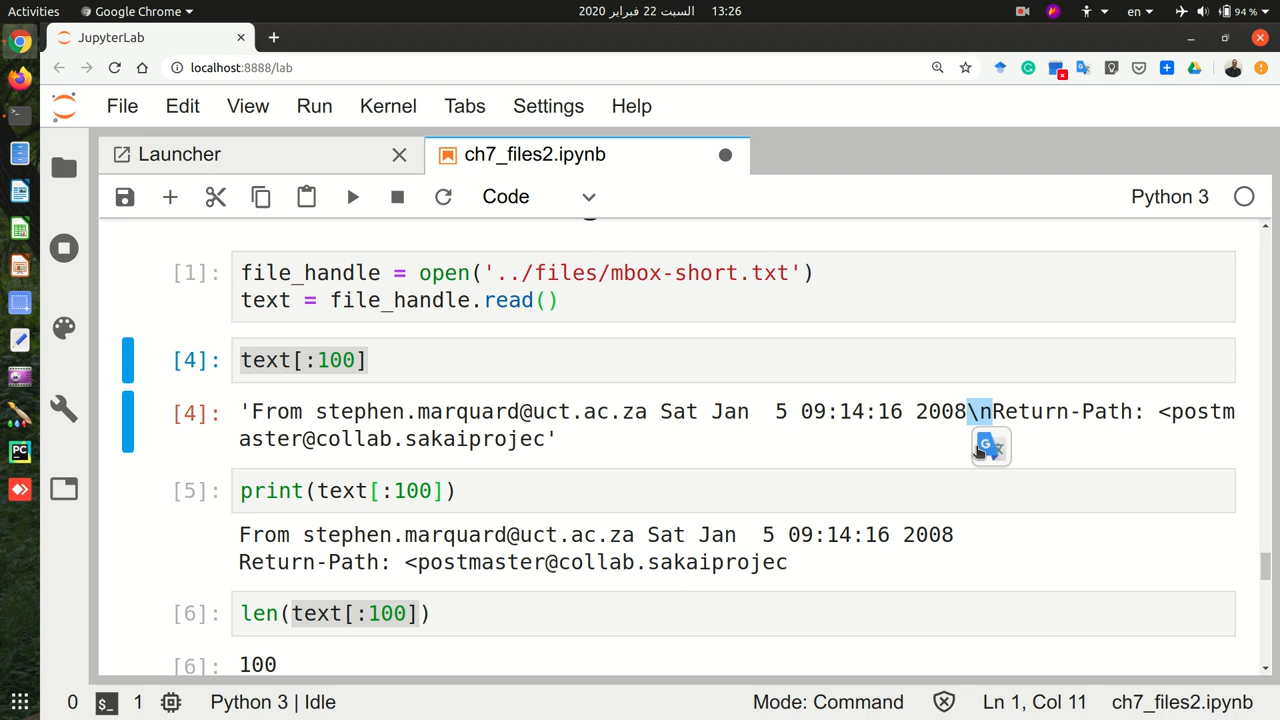 Activities Google Chrome السبت 22 فبراير 2020 13:26 en 94 %
JupyterLab
localhost:8888/lab
File Edit View Run Kernel Tabs Settings Help
Launcher ch7_files2.ipynb
Code Python 3
[1]: file_handle = open('../files/mbox-short.txt')
text = file_handle.read()
[4]: text[:100]
[4]: 'From stephen.marquard@uct.ac.za Sat Jan  5 09:14:16 2008\nReturn-Path: <postm
aster@collab.sakaiprojec'
[5]: print(text[:100])
From stephen.marquard@uct.ac.za Sat Jan  5 09:14:16 2008
Return-Path: <postmaster@collab.sakaiprojec
[6]: len(text[:100])
[6]: 100
0 1 Python 3 | Idle Mode: Command Ln 1, Col 11 ch7_files2.ipynb